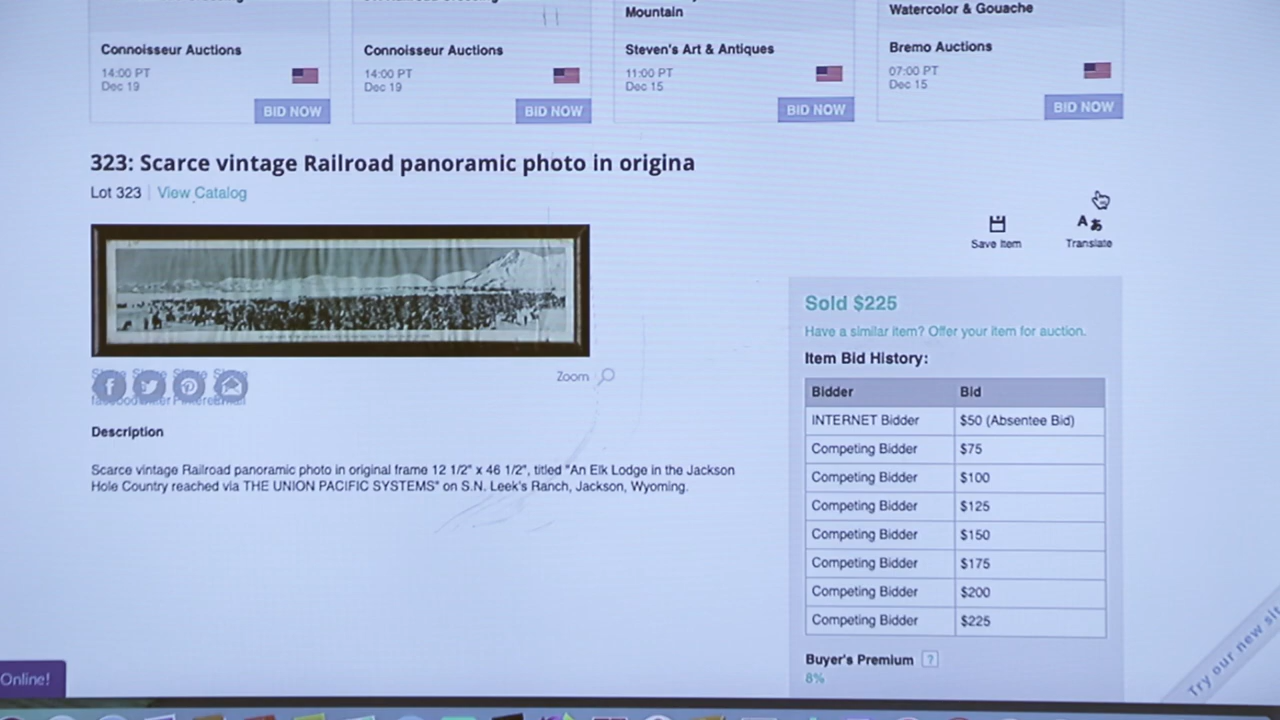 Mountain
Watercolor & Gouache
Connoisseur Auctions
14:00 PT
Dec 19
BID NOW
Connoisseur Auctions
14:00 PT
Dec 19
BID NOW
Steven's Art & Antiques
11:00 PT
Dec 15
BID NOW
Bremo Auctions
07:00 PT
Dec 15
BID NOW
323: Scarce vintage Railroad panoramic photo in origina
Lot 323 | View Catalog
Save Item
Translate
Zoom
Description
Scarce vintage Railroad panoramic photo in original frame 12 1/2" x 46 1/2", titled "An Elk Lodge in the Jackson
Hole Country reached via THE UNION PACIFIC SYSTEMS" on S.N. Leek's Ranch, Jackson, Wyoming.
Sold $225
Have a similar item? Offer your item for auction.
Item Bid History:
Bidder Bid
INTERNET Bidder $50 (Absentee Bid)
Competing Bidder $75
Competing Bidder $100
Competing Bidder $125
Competing Bidder $150
Competing Bidder $175
Competing Bidder $200
Competing Bidder $225
Buyer's Premium ?
8%
Online!
Try our new